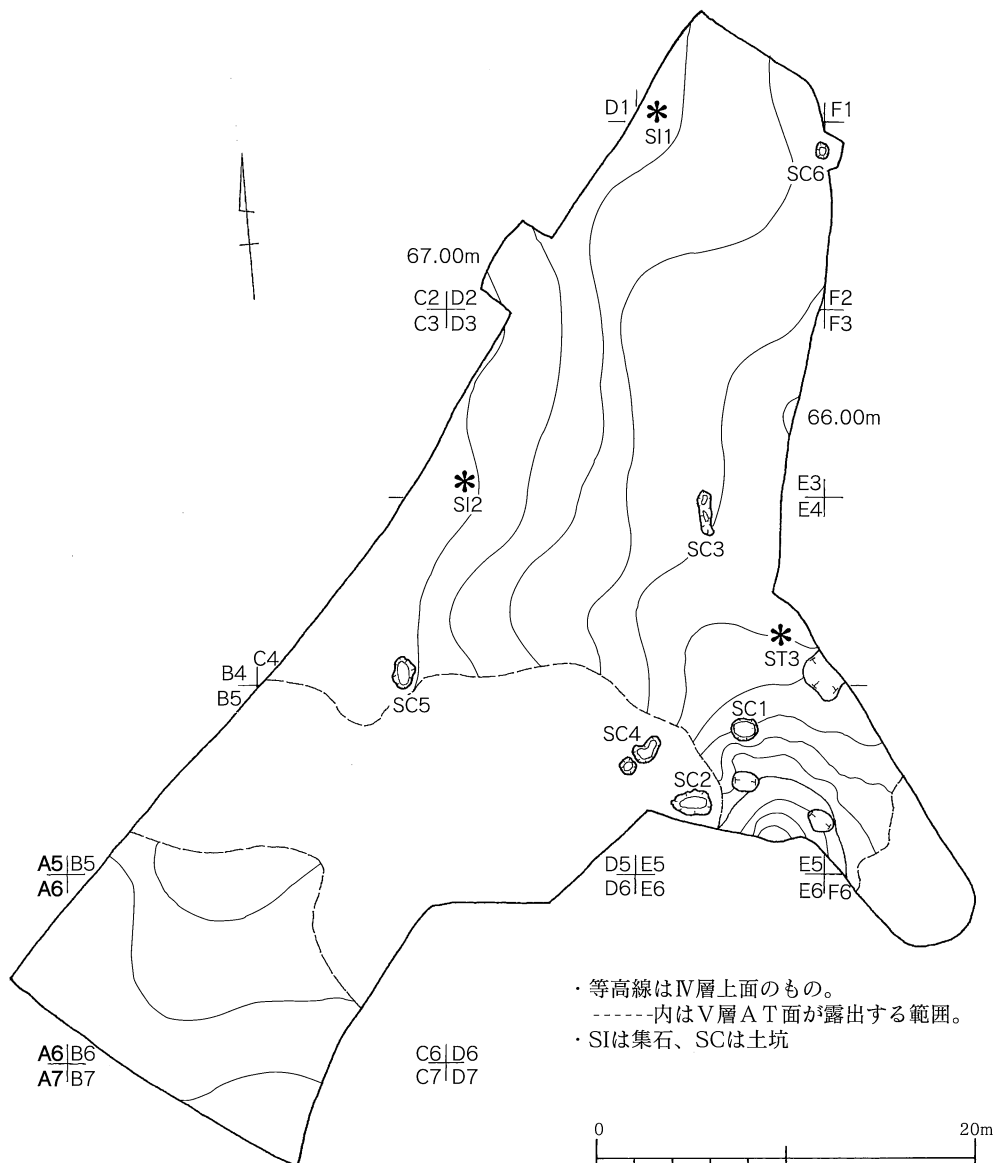 D1
F1
SI1
SC6
67.00m
C2 D2
C3 D3
F2
F3
66.00m
SI2
E3
E4
SC3
ST3
B4 C4
B5
SC5
SC1
SC4
SC2
A5 B5
A6
D5 E5
D6 E6
E5
E6 F6
・等高線はⅣ層上面のもの。
------内はⅤ層ＡＴ面が露出する範囲。
・SIは集石、SCは土坑
A6 B6
A7 B7
C6 D6
C7 D7
0 20m